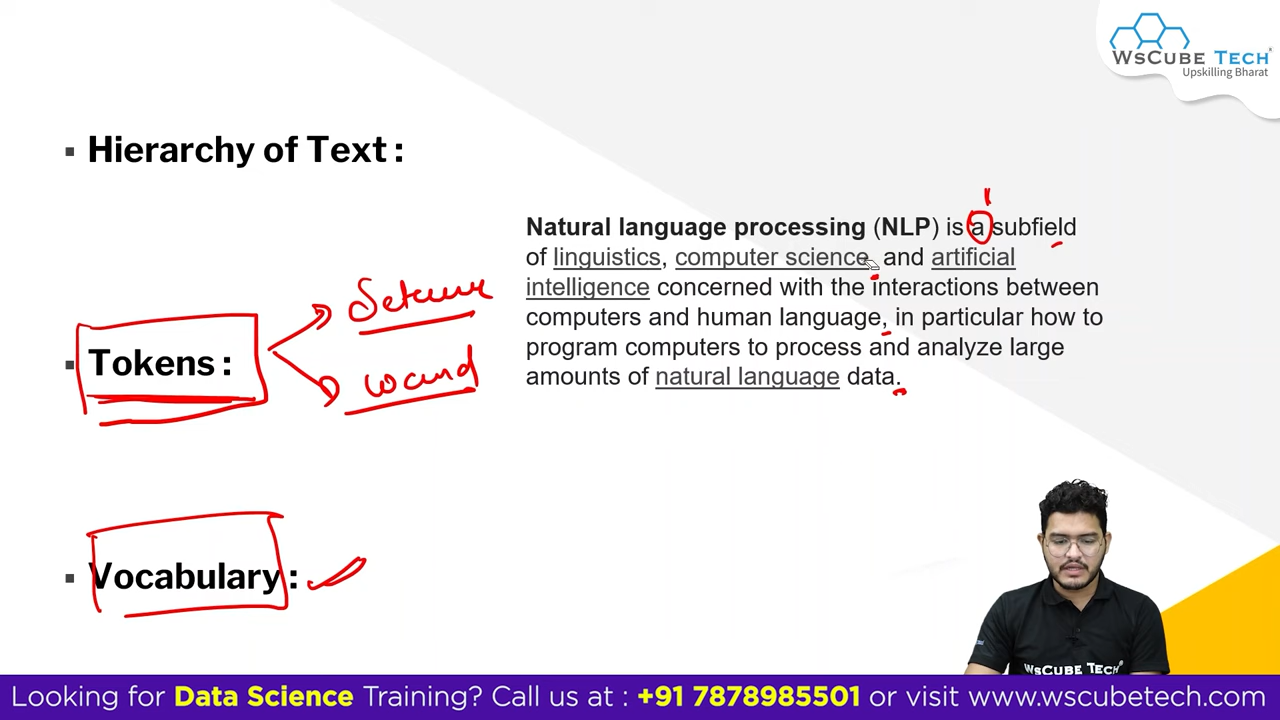 WsCube Tech
Upskilling Bharat
▪ Hierarchy of Text :
Natural language processing (NLP) is a subfield
of linguistics, computer science, and artificial
intelligence concerned with the interactions between
computers and human language, in particular how to
program computers to process and analyze large
amounts of natural language data.
▪ Tokens :
▪ Vocabulary :
WsCube Tech
Looking for Data Science Training? Call us at : +91 7878985501 or visit www.wscubetech.com